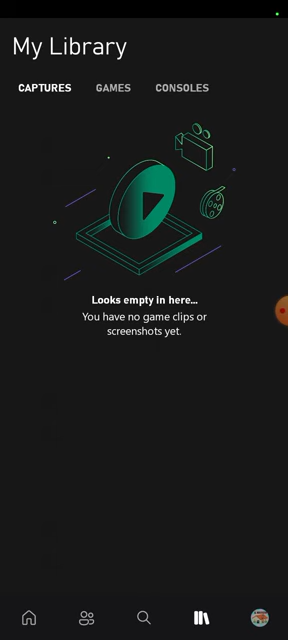 My Library
CAPTURES GAMES CONSOLES
Looks empty in here...
You have no game clips or
screenshots yet.